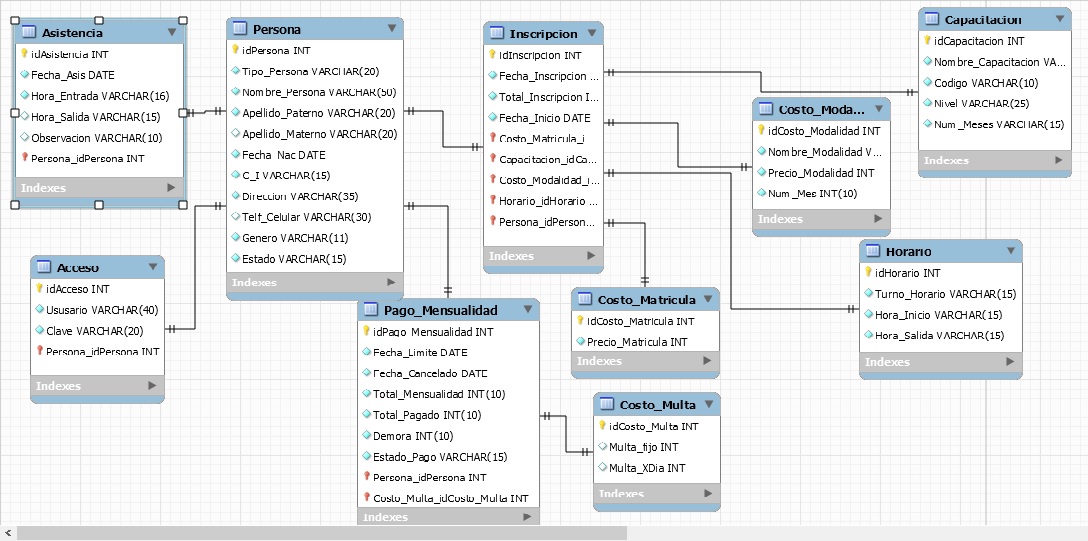 Asistencia
idAsistencia INT
Fecha_Asis DATE
Hora_Entrada VARCHAR(16)
Hora_Salida VARCHAR(15)
Observacion VARCHAR(10)
Persona_idPersona INT
Indexes
Persona
idPersona INT
Tipo_Persona VARCHAR(20)
Nombre_Persona VARCHAR(50)
Apellido_Paterno VARCHAR(20)
Apellido_Materno VARCHAR(20)
Fecha_Nac DATE
C_I VARCHAR(15)
Direccion VARCHAR(35)
Telf_Celular VARCHAR(30)
Genero VARCHAR(11)
Estado VARCHAR(15)
Indexes
Inscripcion
idInscripcion INT
Fecha_Inscripcion ...
Total_Inscripcion I...
Fecha_Inicio DATE
Costo_Matricula_i...
Capacitacion_idCa...
Costo_Modalidad_i...
Horario_idHorario ...
Persona_idPerson...
Indexes
Capacitacion
idCapacitacion INT
Nombre_Capacitacion VA...
Codigo VARCHAR(10)
Nivel VARCHAR(25)
Num_Meses VARCHAR(15)
Indexes
Costo_Moda...
idCosto_Modalidad INT
Nombre_Modalidad V...
Precio_Modalidad INT
Num_Mes INT(10)
Indexes
Horario
idHorario INT
Turno_Horario VARCHAR(15)
Hora_Inicio VARCHAR(15)
Hora_Salida VARCHAR(15)
Indexes
Acceso
idAcceso INT
Ususario VARCHAR(40)
Clave VARCHAR(20)
Persona_idPersona INT
Indexes
Pago_Mensualidad
idPago_Mensualidad INT
Fecha_Limite DATE
Fecha_Cancelado DATE
Total_Mensualidad INT(10)
Total_Pagado INT(10)
Demora INT(10)
Estado_Pago VARCHAR(15)
Persona_idPersona INT
Costo_Multa_idCosto_Multa INT
Indexes
Costo_Matricula
idCosto_Matricula INT
Precio_Matricula INT
Indexes
Costo_Multa
idCosto_Multa INT
Multa_fijo INT
Multa_XDia INT
Indexes